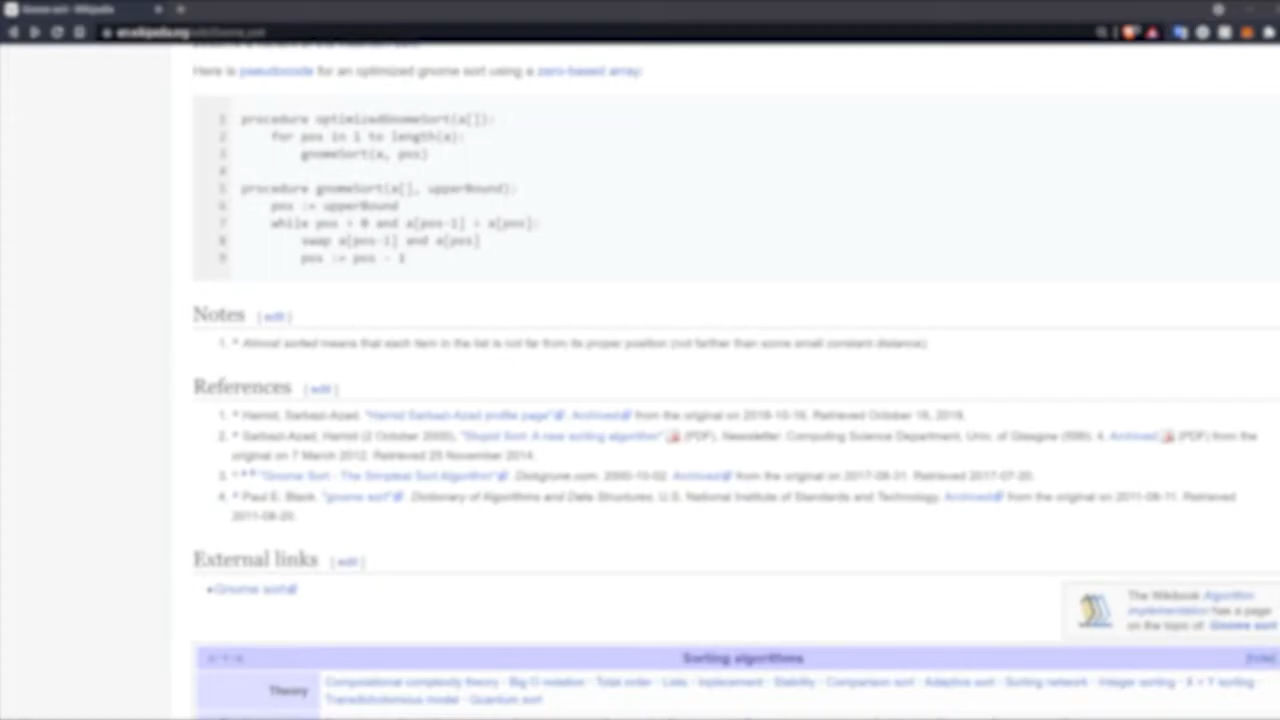 Gnome sort - Wikipedia
en.wikipedia.org/wiki/Gnome_sort
Here is pseudocode for an optimized gnome sort using a zero-based array:
1 procedure optimizedGnomeSort(a[]):
2 for pos in 1 to length(a):
3 gnomeSort(a, pos)
4
5 procedure gnomeSort(a[], upperBound):
6 pos := upperBound
7 while pos > 0 and a[pos-1] > a[pos]:
8 swap a[pos-1] and a[pos]
9 pos := pos - 1
Notes [ edit ]
1. ^ Almost sorted means that each item in the list is not far from its proper position (not farther than some small constant distance).
References [ edit ]
1. ^ Hamid, Sarbazi-Azad. "Hamid Sarbazi-Azad profile page". Archived from the original on 2018-10-16. Retrieved October 16, 2018.
2. ^ Sarbazi-Azad, Hamid (2 October 2000). "Stupid Sort: A new sorting algorithm" (PDF). Newsletter. Computing Science Department, Univ. of Glasgow (599): 4. Archived (PDF) from the
original on 7 March 2012. Retrieved 25 November 2014.
3. ^ a b "Gnome Sort - The Simplest Sort Algorithm". Dickgrune.com. 2000-10-02. Archived from the original on 2017-08-31. Retrieved 2017-07-20.
4. ^ Paul E. Black. "gnome sort". Dictionary of Algorithms and Data Structures. U.S. National Institute of Standards and Technology. Archived from the original on 2011-08-11. Retrieved
2011-08-20.
External links [ edit ]
• Gnome sort
The Wikibook Algorithm
implementation has a page
on the topic of: Gnome sort
v · t · e Sorting algorithms [hide]
Theory
Computational complexity theory · Big O notation · Total order · Lists · Inplacement · Stability · Comparison sort · Adaptive sort · Sorting network · Integer sorting · X + Y sorting ·
Transdichotomous model · Quantum sort